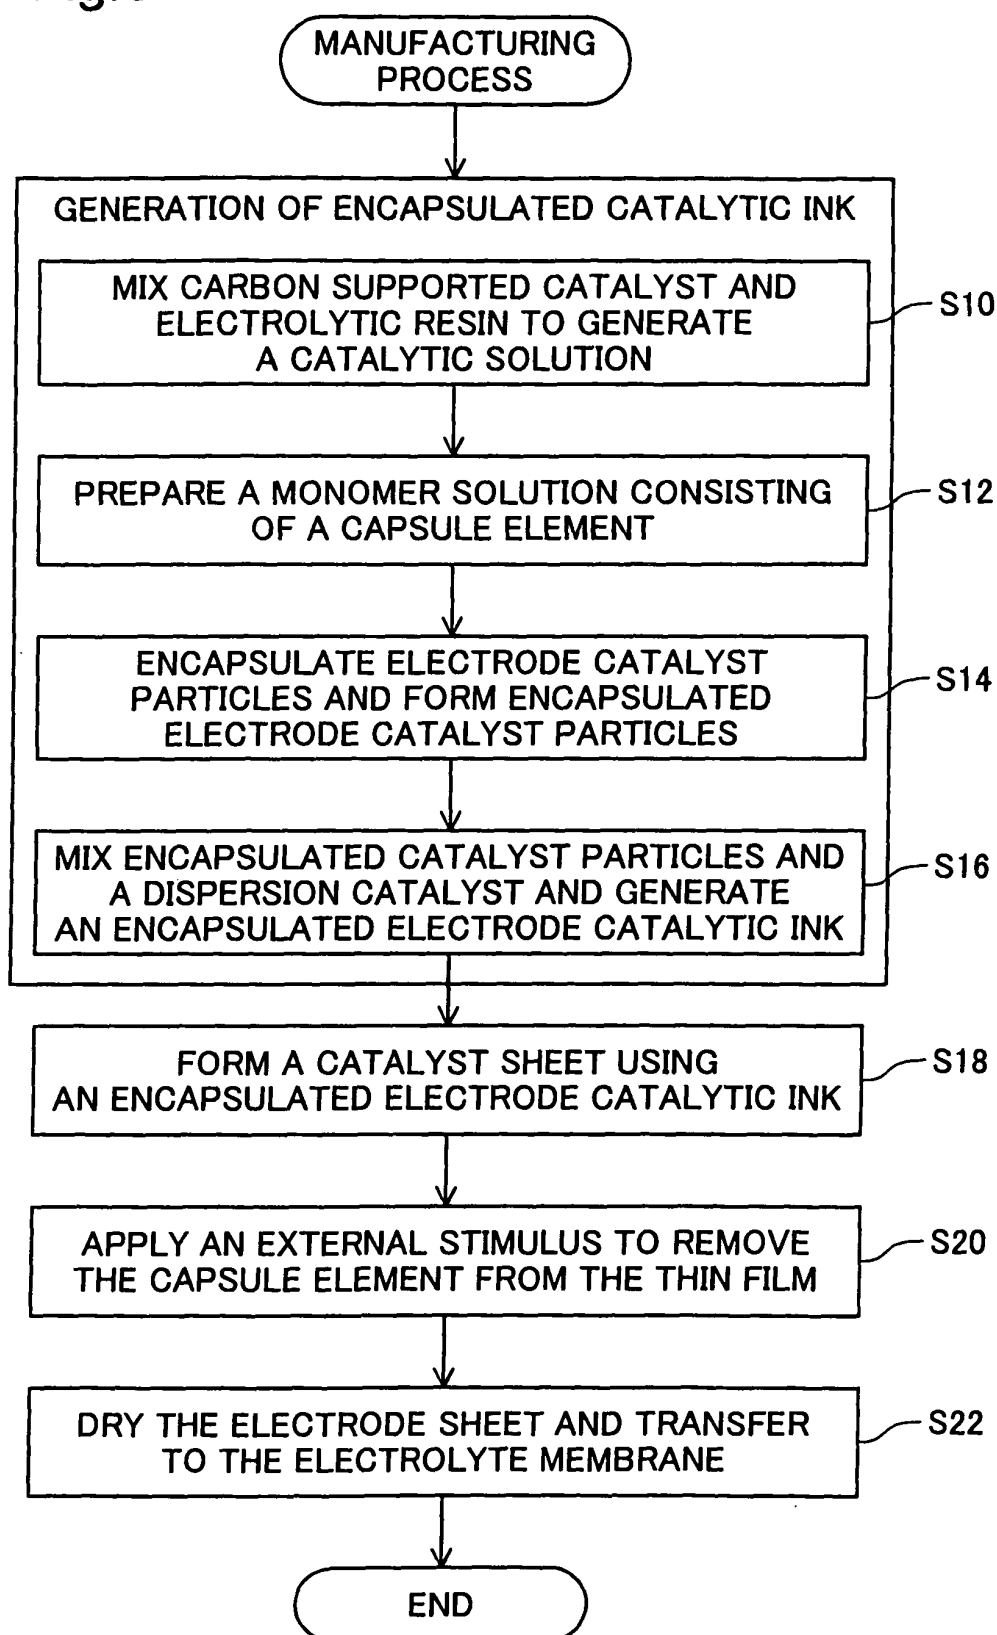 MANUFACTURING
PROCESS
GENERATION OF ENCAPSULATED CATALYTIC INK
MIX CARBON SUPPORTED CATALYST AND
ELECTROLYTIC RESIN TO GENERATE
A CATALYTIC SOLUTION
S10
PREPARE A MONOMER SOLUTION CONSISTING
OF A CAPSULE ELEMENT
S12
ENCAPSULATE ELECTRODE CATALYST
PARTICLES AND FORM ENCAPSULATED
ELECTRODE CATALYST PARTICLES
S14
MIX ENCAPSULATED CATALYST PARTICLES AND
A DISPERSION CATALYST AND GENERATE
AN ENCAPSULATED ELECTRODE CATALYTIC INK
S16
FORM A CATALYST SHEET USING
AN ENCAPSULATED ELECTRODE CATALYTIC INK
S18
APPLY AN EXTERNAL STIMULUS TO REMOVE
THE CAPSULE ELEMENT FROM THE THIN FILM
S20
DRY THE ELECTRODE SHEET AND TRANSFER
TO THE ELECTROLYTE MEMBRANE
S22
END